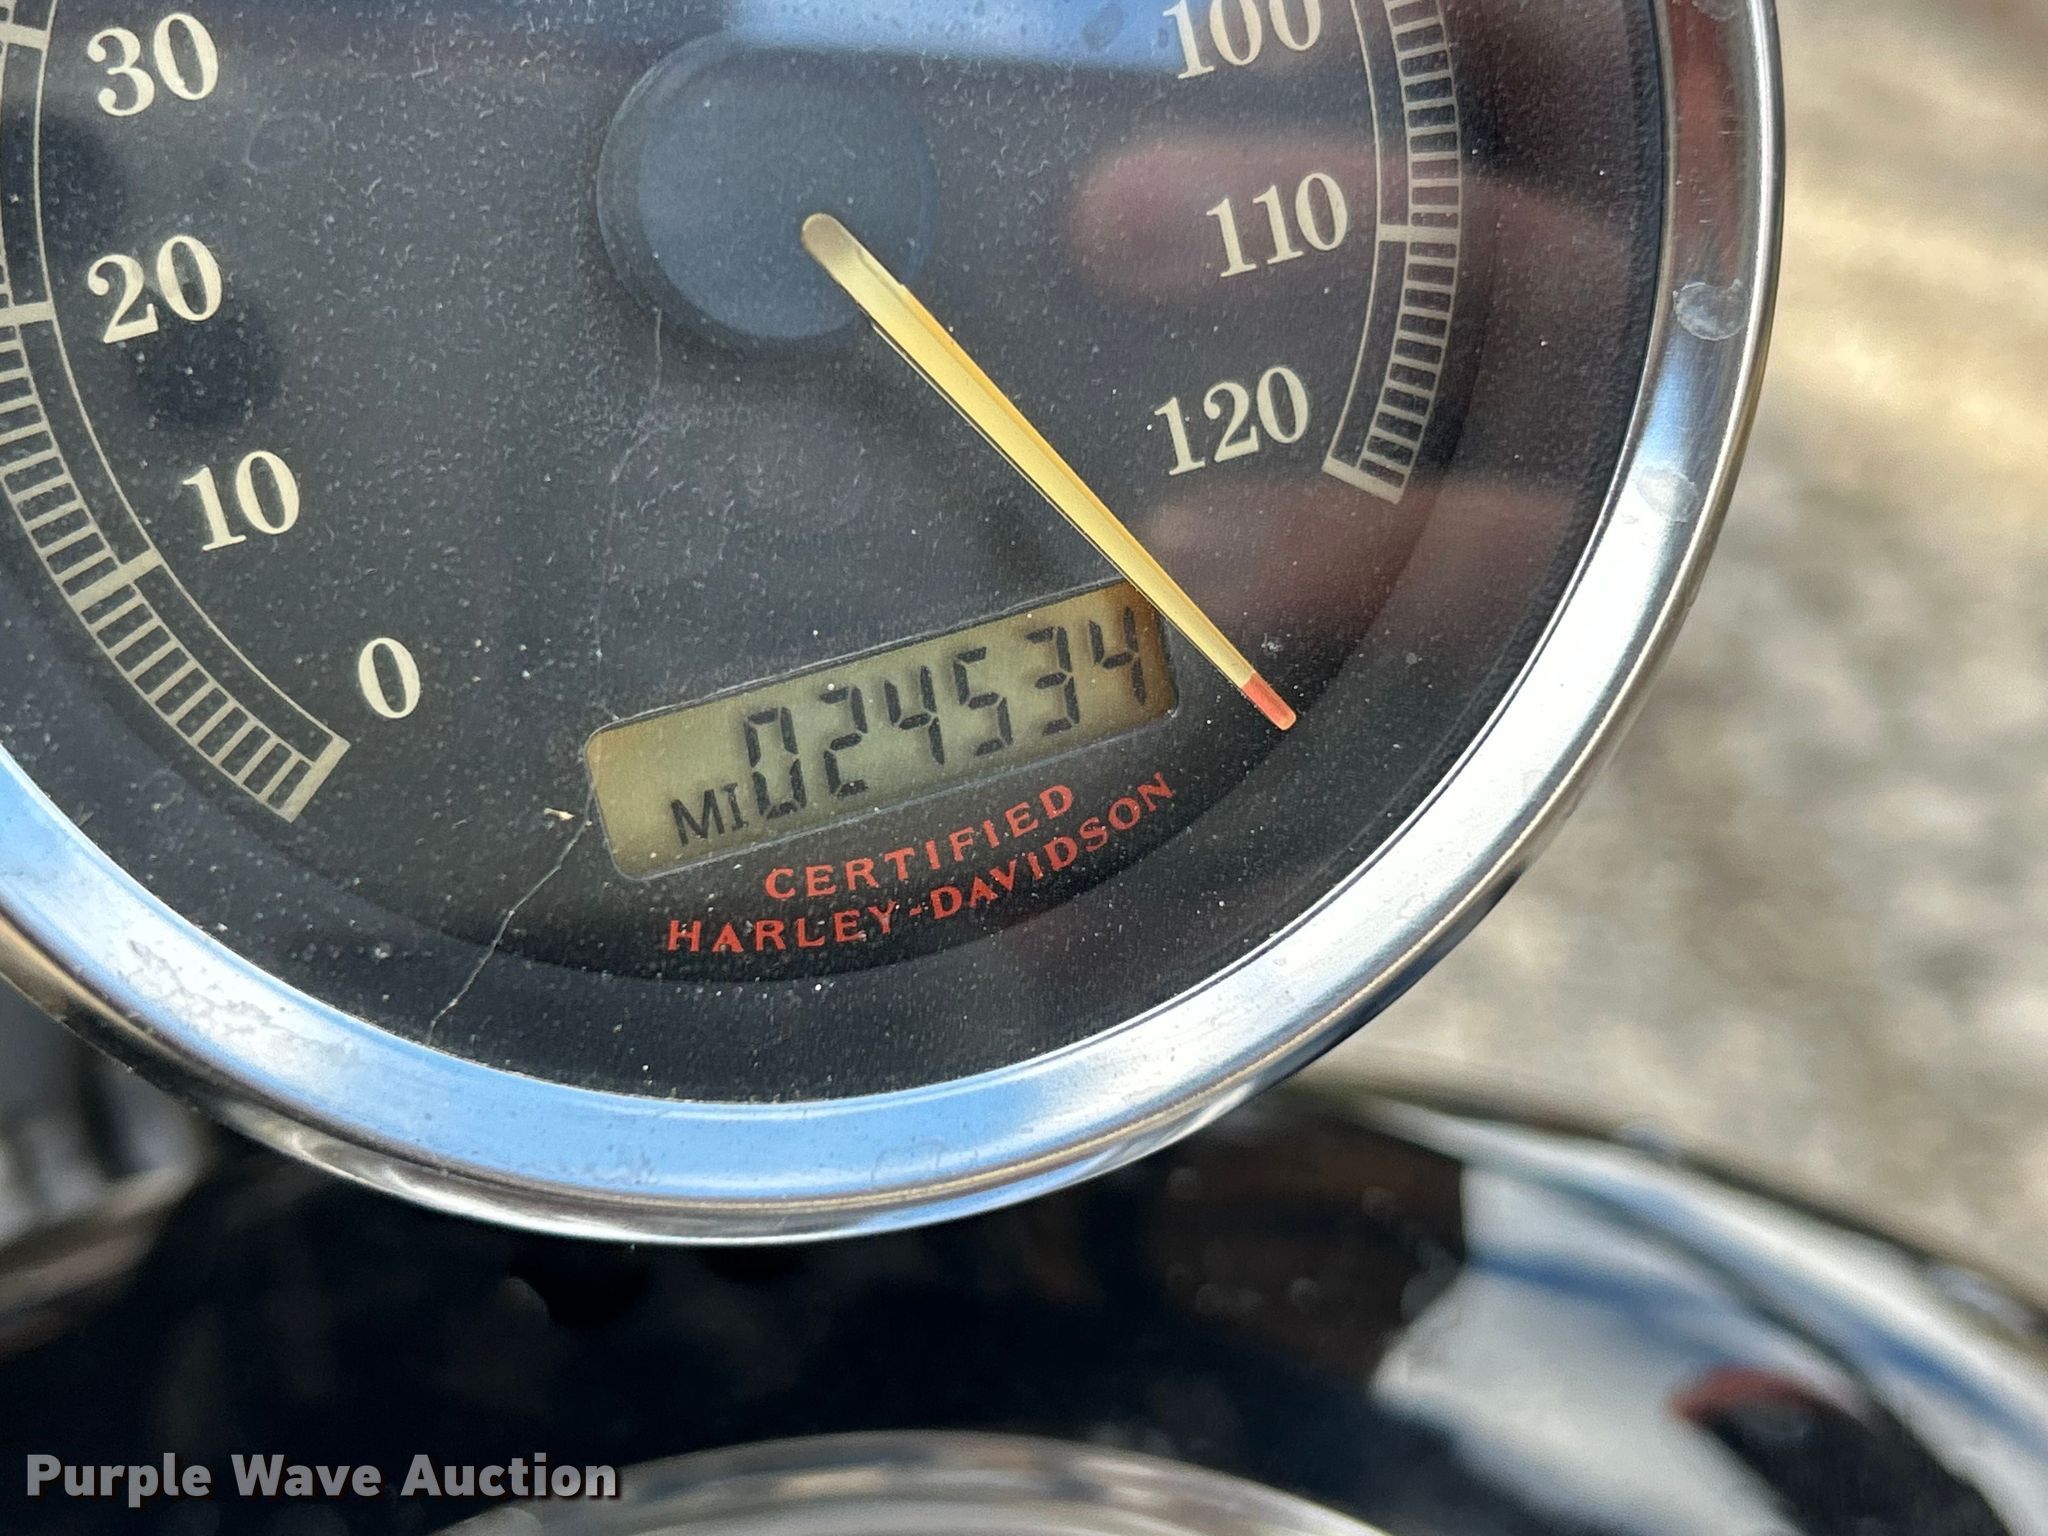 30
100
20
110
10
120
0
MI 024534
CERTIFIED
HARLEY-DAVIDSON
Purple Wave Auction